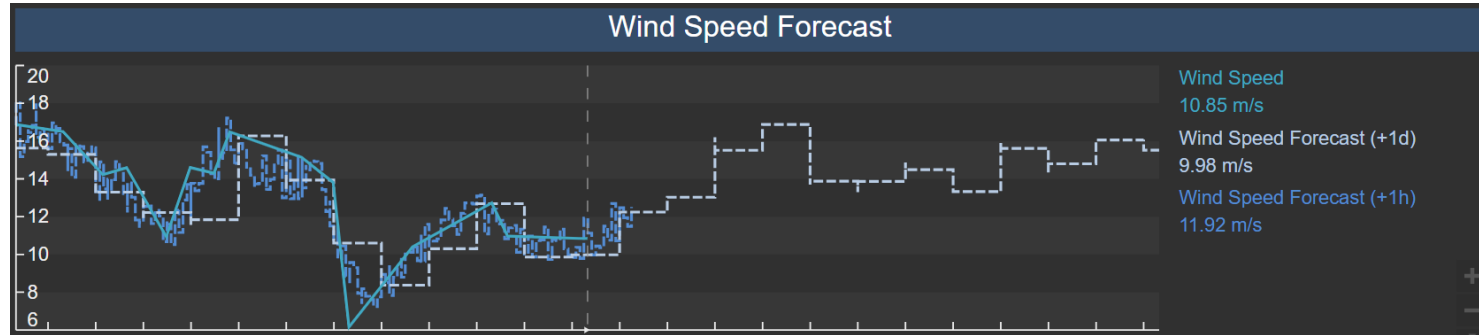 Wind Speed Forecast
20
18
16
14
12
10
8
6
Wind Speed
10.85 m/s
Wind Speed Forecast (+1d)
9.98 m/s
Wind Speed Forecast (+1h)
11.92 m/s